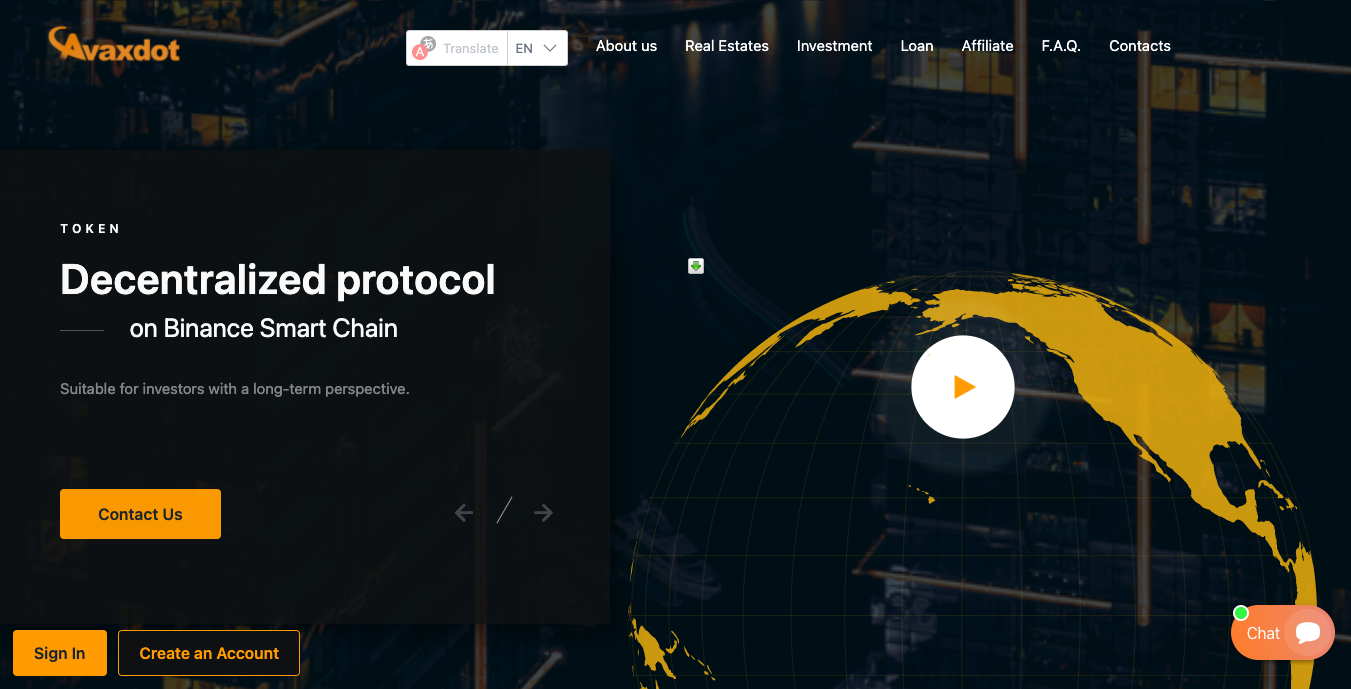 Avaxdot
Translate EN
About us Real Estates Investment Loan Affiliate F.A.Q. Contacts
TOKEN
Decentralized protocol
on Binance Smart Chain
Suitable for investors with a long-term perspective.
Contact Us
Sign In Create an Account
Chat